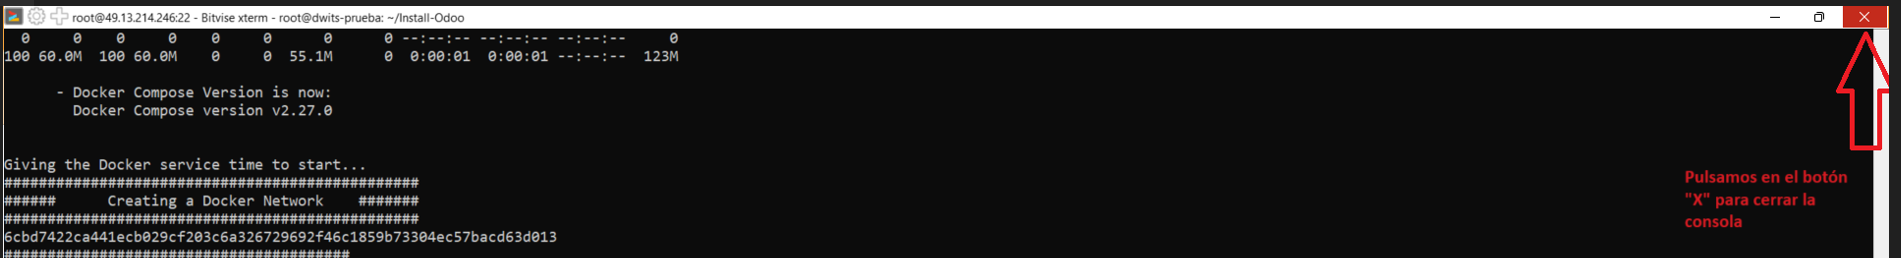 root@49.13.214.246:22 - Bitvise xterm - root@dwits-prueba: ~/Install-Odoo
0 0 0 0 0 0 0 0 --:--:-- --:--:-- --:--:-- 0
100 60.0M 100 60.0M 0 0 55.1M 0 0:00:01 0:00:01 --:--:-- 123M
- Docker Compose Version is now:
Docker Compose version v2.27.0
Giving the Docker service time to start...
################################################
###### Creating a Docker Network #######
################################################
6cbd7422ca441ecb029cf203c6a326729692f46c1859b73304ec57bacd63d013
########################################
Pulsamos en el botón
"X" para cerrar la
consola